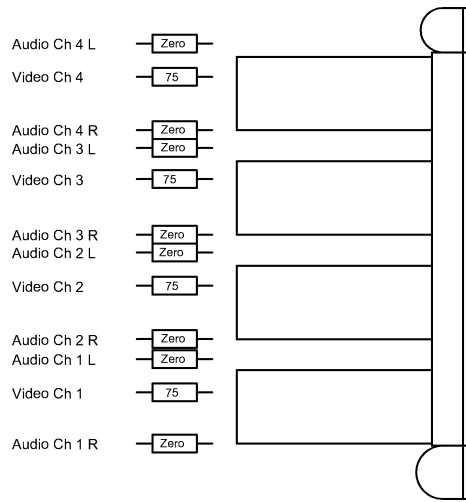 Audio Ch 4 L Zero
Video Ch 4 75
Audio Ch 4 R Zero
Audio Ch 3 L Zero
Video Ch 3 75
Audio Ch 3 R Zero
Audio Ch 2 L Zero
Video Ch 2 75
Audio Ch 2 R Zero
Audio Ch 1 L Zero
Video Ch 1 75
Audio Ch 1 R Zero